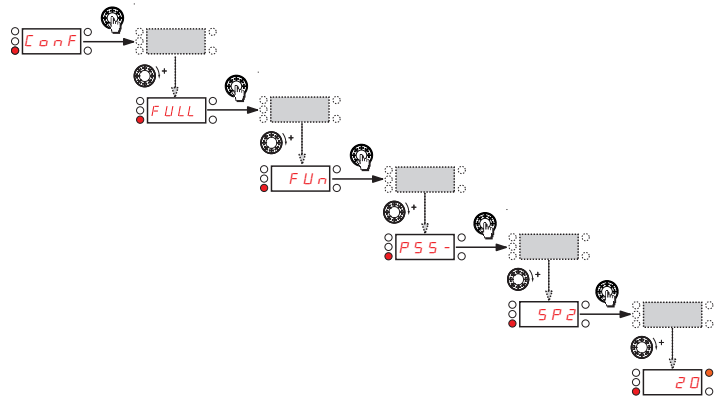 ConF
+
FULL
+
FUn
+
PSS-
+
SP2
+
20